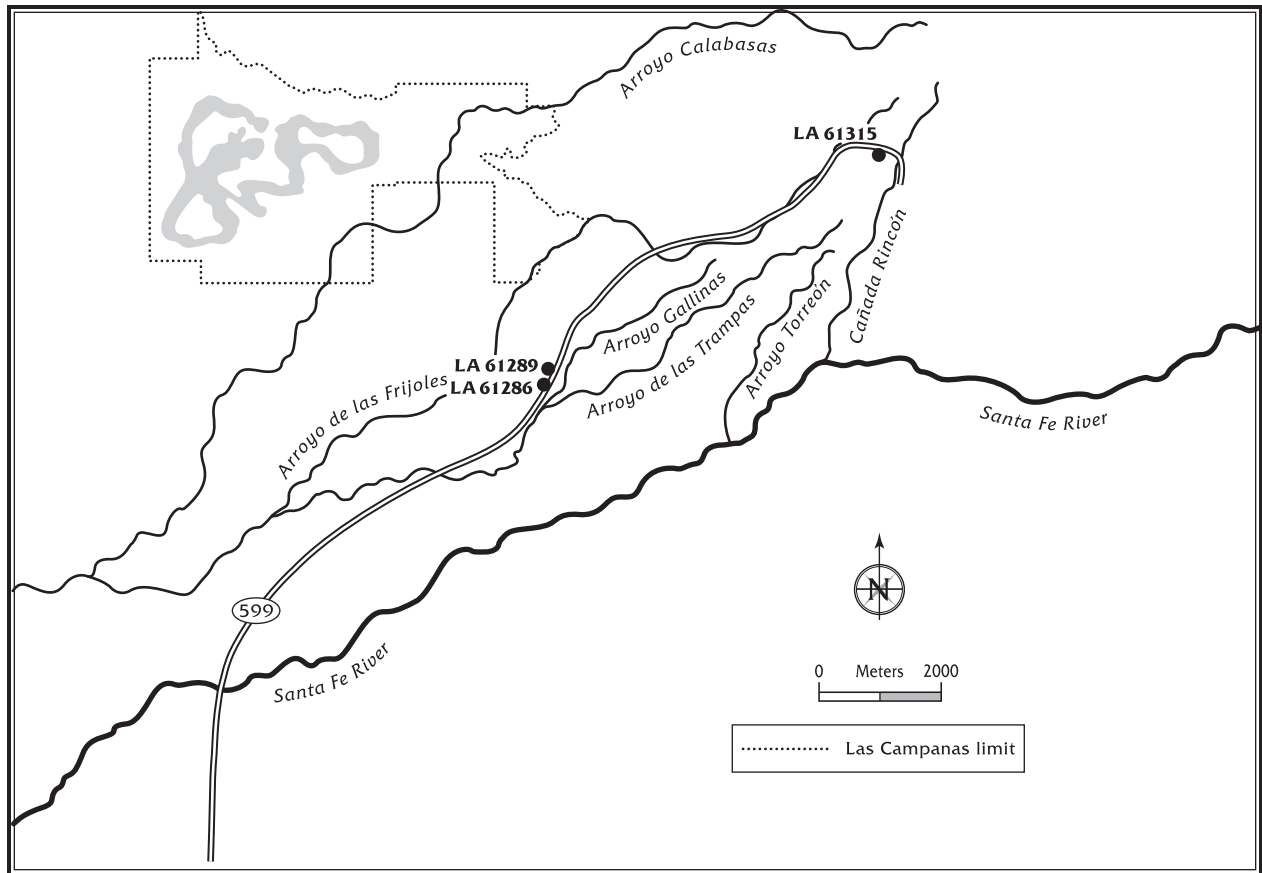 Arroyo Calabasas
LA 61315
Cañada Rincón
Arroyo Gallinas
Arroyo de las Trampas
Arroyo Torreón
LA 61289
LA 61286
Arroyo de las Frijoles
Santa Fe River
N
599
Santa Fe River
0 Meters 2000
Las Campanas limit